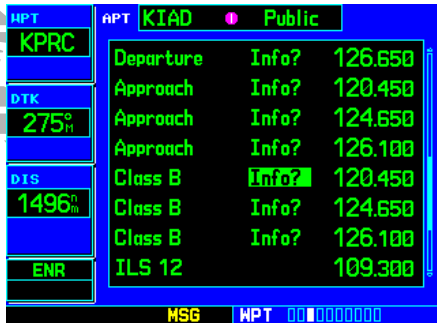 WPT
KPRC
DTK
275°M
DIS
1496nm
ENR
APT KIAD Public
Departure Info? 126.650
Approach Info? 120.450
Approach Info? 124.650
Approach Info? 126.100
Class B Info? 120.450
Class B Info? 124.650
Class B Info? 126.100
ILS 12 109.300
MSG WPT